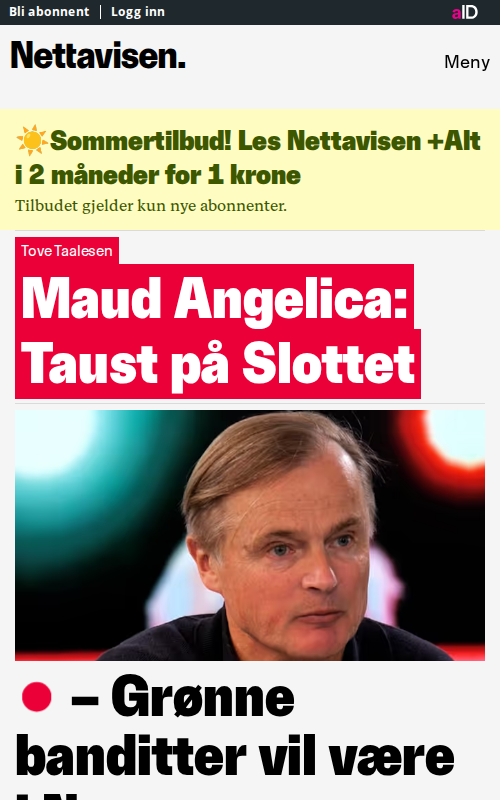 Bli abonnent
Logg inn
aID
Nettavisen.
Meny
Sommertilbud! Les Nettavisen +Alt
i 2 måneder for 1 krone
Tilbudet gjelder kun nye abonnenter.
Tove Taalesen
Maud Angelica:
Taust på Slottet
– Grønne
banditter vil være